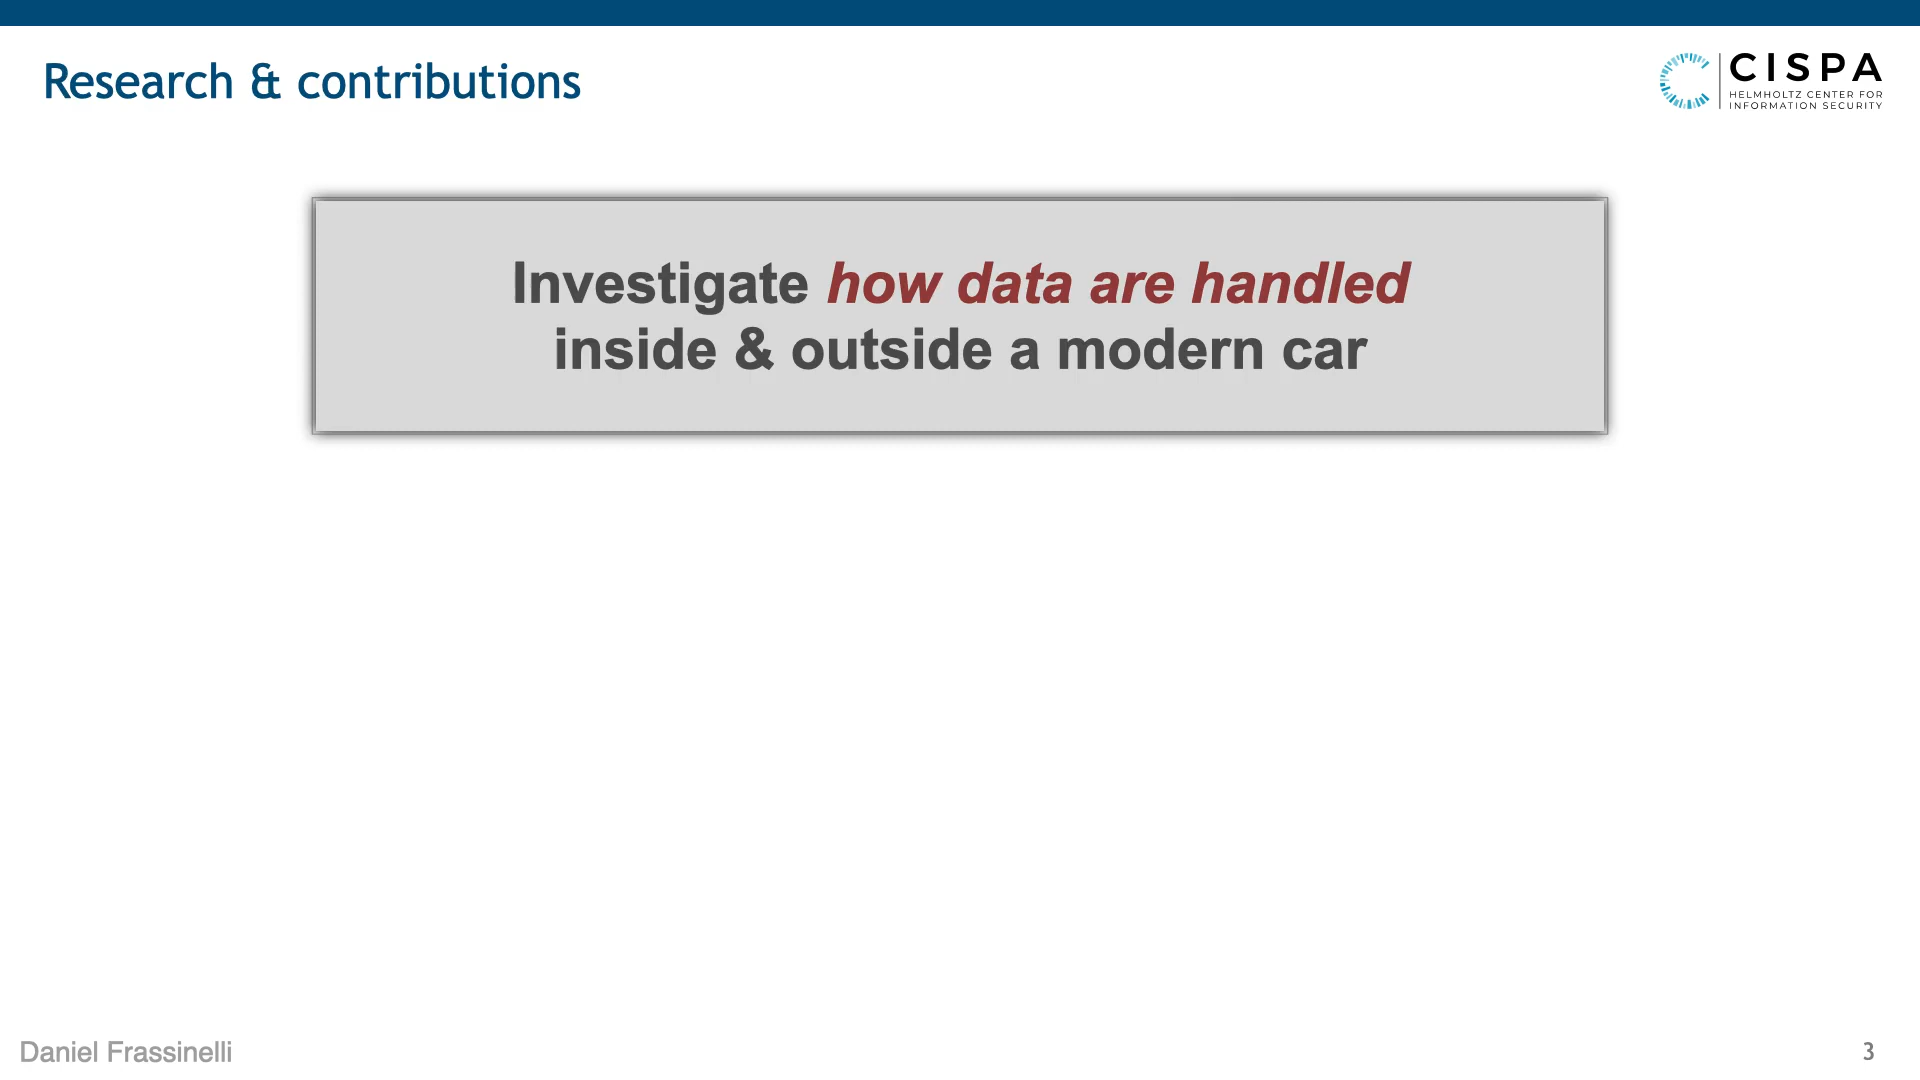 Research & contributions
CISPA
HELMHOLTZ CENTER FOR
INFORMATION SECURITY
Investigate how data are handled
inside & outside a modern car
Daniel Frassinelli
3